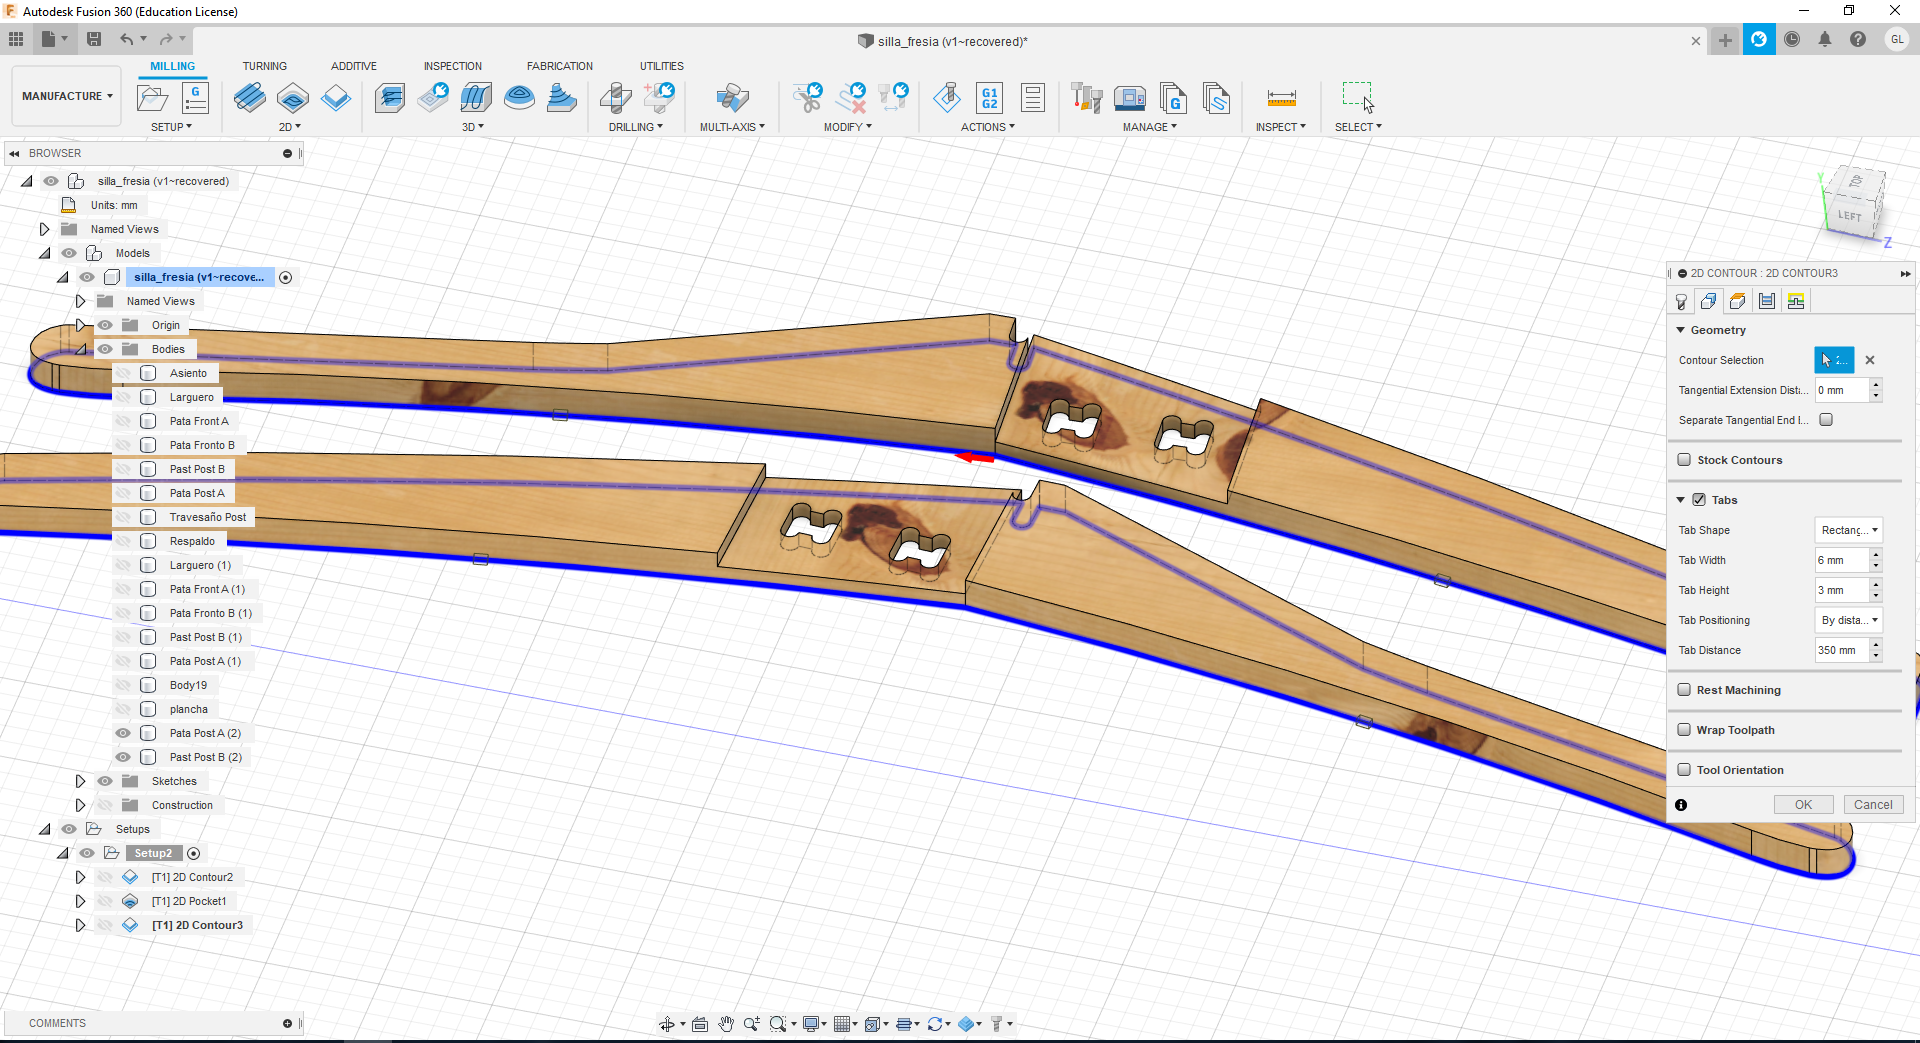 Autodesk Fusion 360 (Education License)
silla_fresia (v1~recovered)*
GL
MILLING TURNING ADDITIVE INSPECTION FABRICATION UTILITIES
MANUFACTURE
G
G1
G2
G
SETUP 2D 3D DRILLING MULTI-AXIS MODIFY ACTIONS MANAGE INSPECT SELECT
BROWSER
silla_fresia (v1~recovered)
Units: mm
Named Views
Models
silla_fresia (v1~recove...
Named Views
Origin
Bodies
Asiento
Larguero
Pata Front A
Pata Fronto B
Past Post B
Pata Post A
Travesaño Post
Respaldo
Larguero (1)
Pata Front A (1)
Pata Fronto B (1)
Past Post B (1)
Pata Post A (1)
Body19
plancha
Pata Post A (2)
Past Post B (2)
Sketches
Construction
Setups
Setup2
[T1] 2D Contour2
[T1] 2D Pocket1
[T1] 2D Contour3
COMMENTS
TOP
LEFT
Y
Z
2D CONTOUR : 2D CONTOUR3
Geometry
Contour Selection 2...
Tangential Extension Dista... 0 mm
Separate Tangential End I...
Stock Contours
Tabs
Tab Shape Rectang...
Tab Width 6 mm
Tab Height 3 mm
Tab Positioning By dista...
Tab Distance 350 mm
Rest Machining
Wrap Toolpath
Tool Orientation
OK Cancel